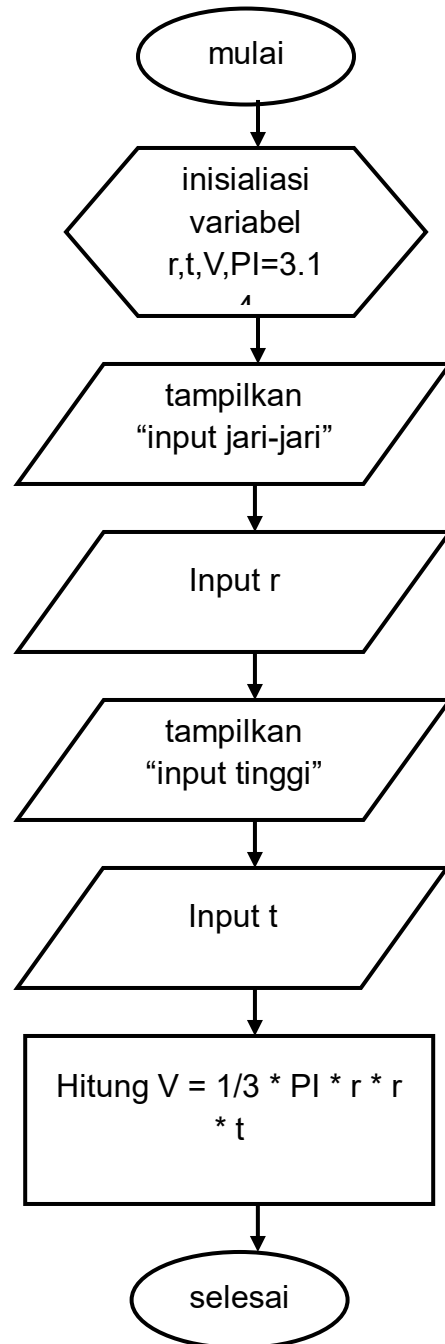 mulai
inisialiasi
variabel
r,t,V,PI=3.1
4
tampilkan
“input jari-jari”
Input r
tampilkan
“input tinggi”
Input t
Hitung V = 1/3 * PI * r * r
* t
selesai